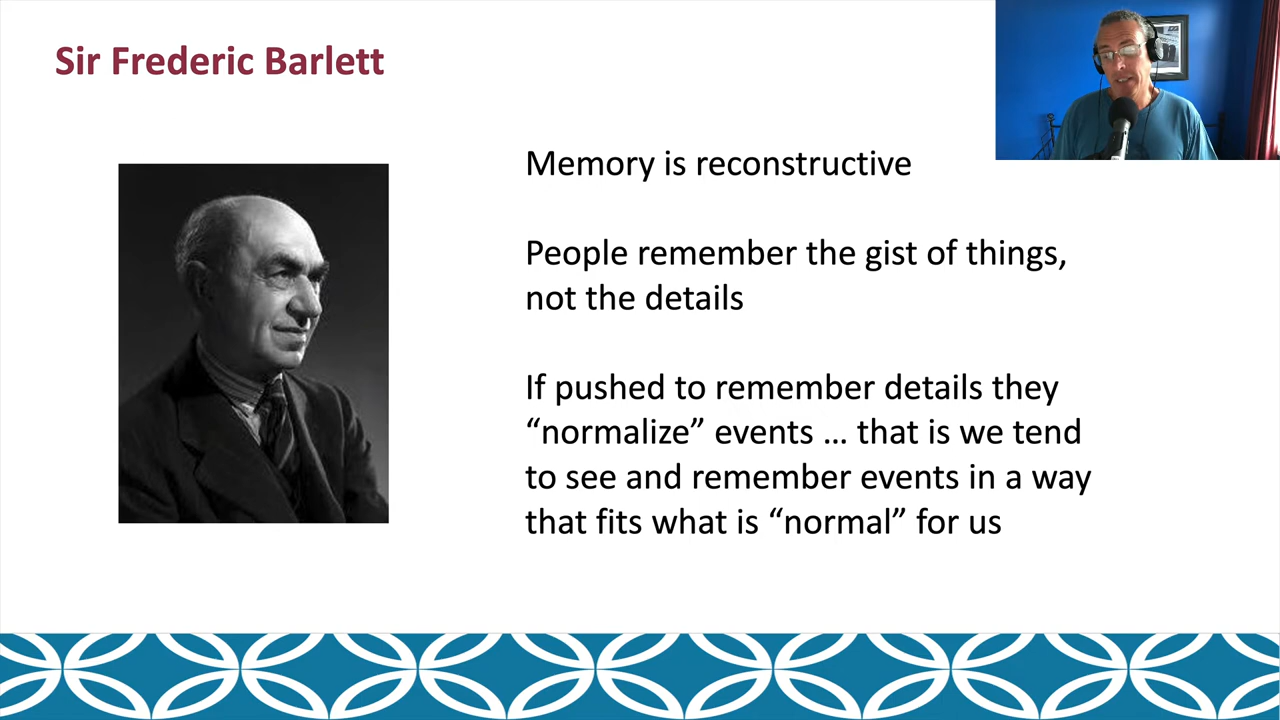 Sir Frederic Barlett
Memory is reconstructive
People remember the gist of things,
not the details
If pushed to remember details they
“normalize” events ... that is we tend
to see and remember events in a way
that fits what is “normal” for us